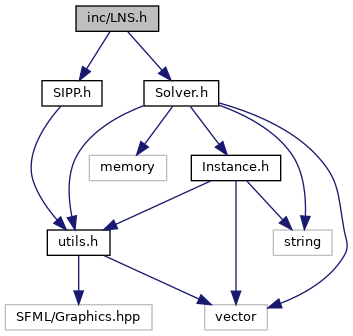 inc/LNS.h
SIPP.h
Solver.h
memory
Instance.h
utils.h
string
SFML/Graphics.hpp
vector